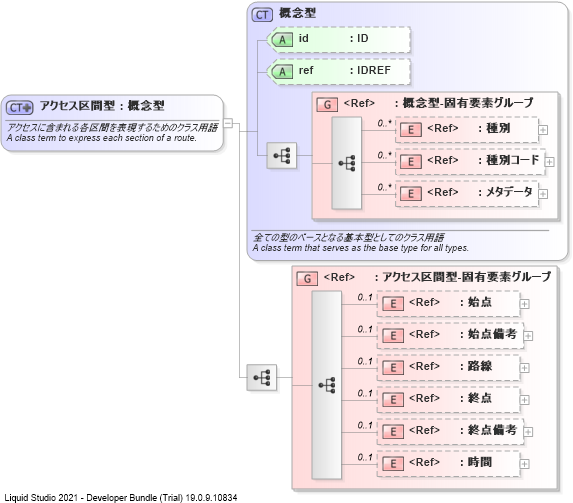 CT 概念型
A id : ID
A ref : IDREF
CT アクセス区間型 : 概念型
アクセスに含まれる各区間を表現するためのクラス用語
A class term to express each section of a route.
G <Ref> : 概念型-固有要素グループ
0..*
E <Ref> : 種別
0..*
E <Ref> : 種別コード
0..*
E <Ref> : メタデータ
全ての型のベースとなる基本型としてのクラス用語
A class term that serves as the base type for all types.
G <Ref> : アクセス区間型-固有要素グループ
0..1
E <Ref> : 始点
0..1
E <Ref> : 始点備考
0..1
E <Ref> : 路線
0..1
E <Ref> : 終点
0..1
E <Ref> : 終点備考
0..1
E <Ref> : 時間
Liquid Studio 2021 - Developer Bundle (Trial) 19.0.9.10834